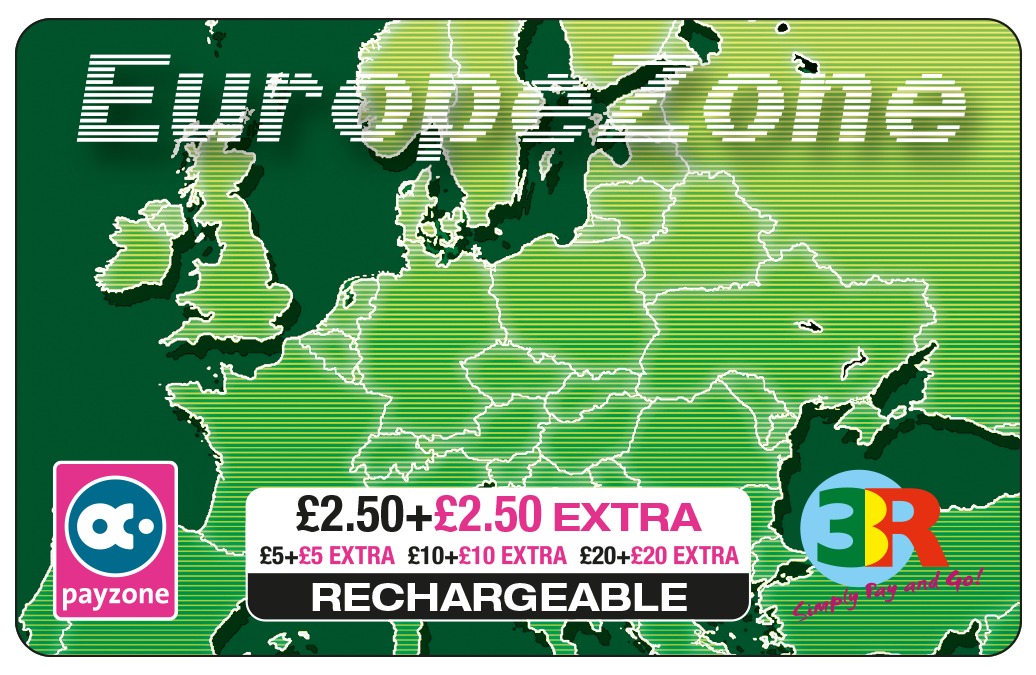 EuropeZone
£2.50+£2.50 EXTRA
£5+£5 EXTRA £10+£10 EXTRA £20+£20 EXTRA
RECHARGEABLE
payzone
3R
Simply Pay and Go!